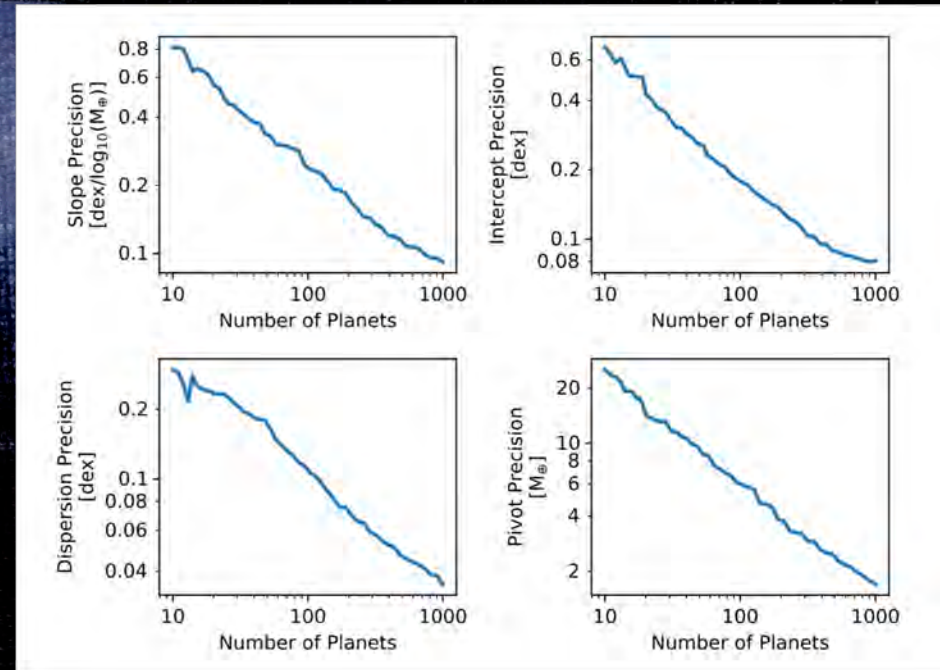 Slope Precision
[dex/log₁₀(M⊕)]
0.8
0.6
0.4
0.2
0.1
10
100
1000
Number of Planets
Intercept Precision
[dex]
0.6
0.4
0.2
0.1
0.08
10
100
1000
Number of Planets
Dispersion Precision
[dex]
0.2
0.1
0.08
0.06
0.04
10
100
1000
Number of Planets
Pivot Precision
[M⊕]
20
10
8
6
4
2
10
100
1000
Number of Planets